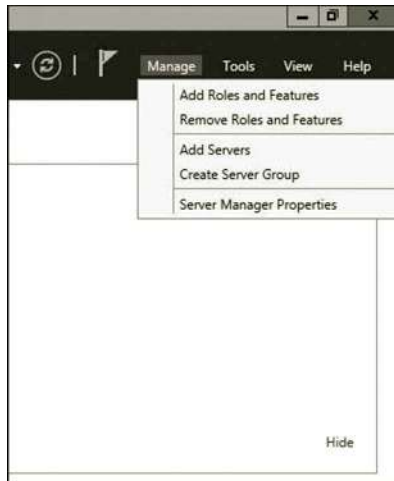 Manage Tools View Help
Add Roles and Features
Remove Roles and Features
Add Servers
Create Server Group
Server Manager Properties
Hide